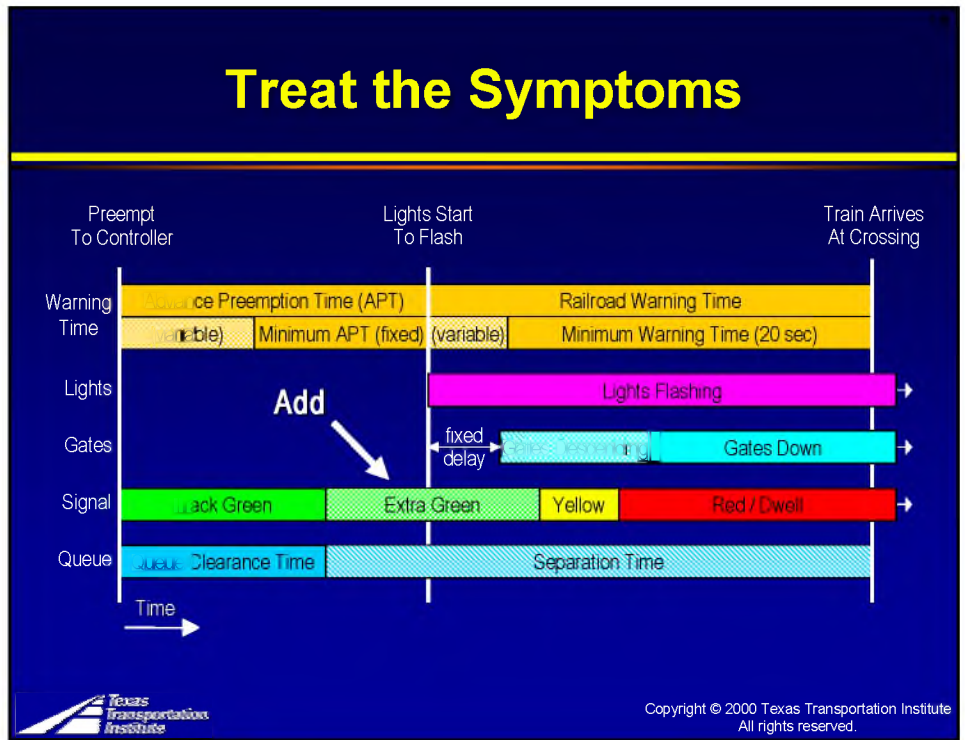 Treat the Symptoms
Preempt
To Controller
Lights Start
To Flash
Train Arrives
At Crossing
Warning
Time
Preemption Time (APT)
Railroad Warning Time
Minimum APT (fixed)
(variable)
Minimum Warning Time (20 sec)
Lights
Lights Flashing
Add
Gates
fixed
delay
Gates Down
Signal
Green
Extra Green
Yellow
Red / Dwell
Queue
Queue Clearance Time
Separation Time
Time
Texas
Transportation
Institute
Copyright © 2000 Texas Transportation Institute
All rights reserved.